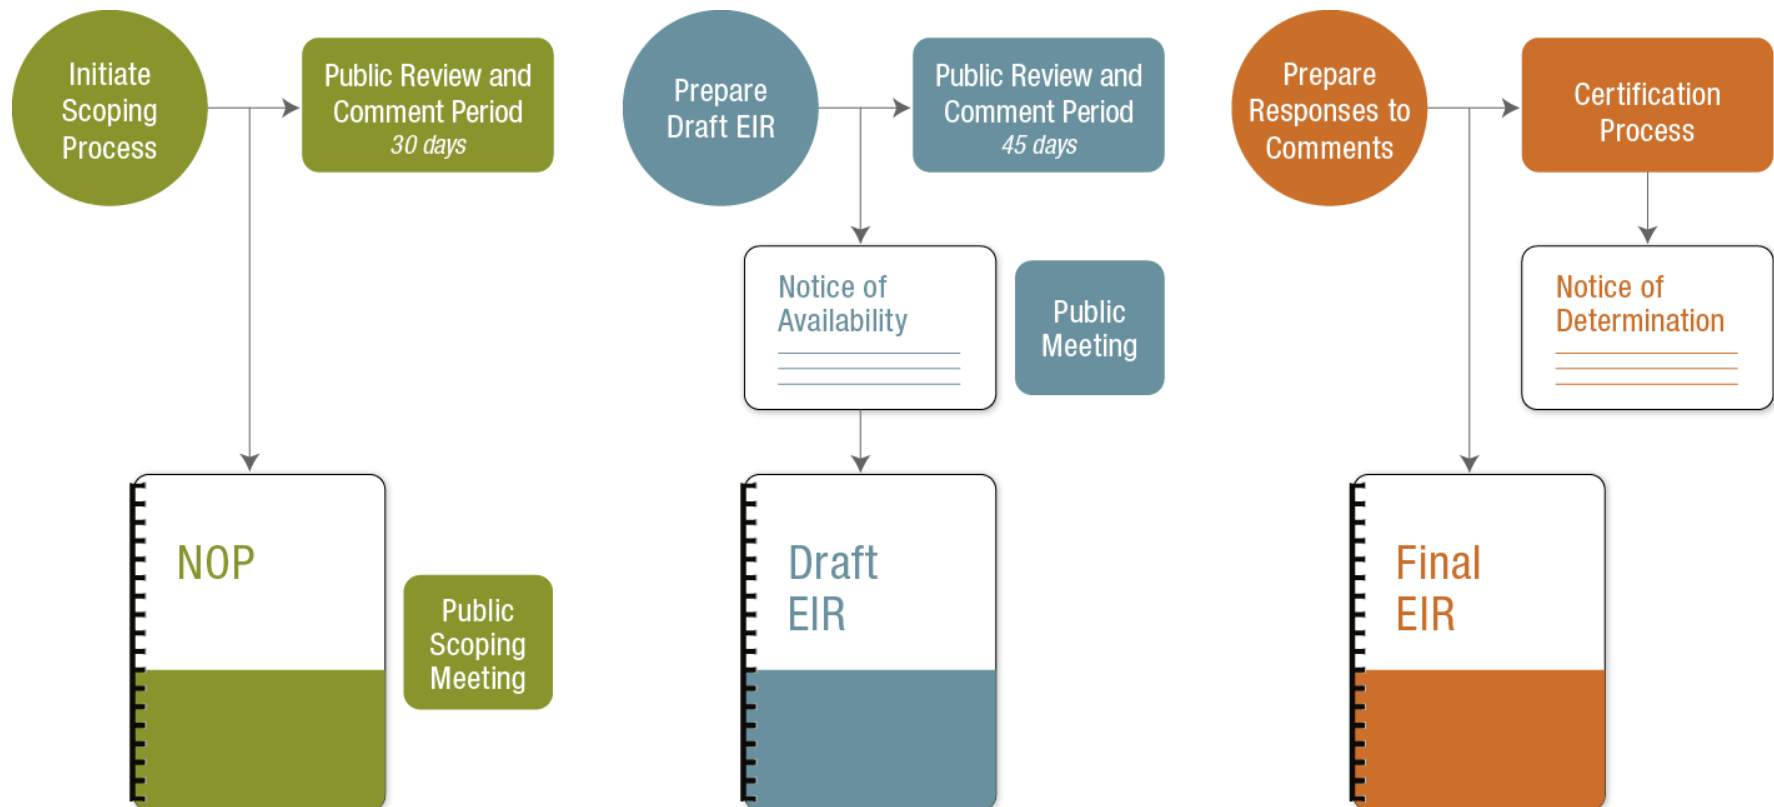 Initiate
Scoping
Process
Public Review and
Comment Period
30 days
NOP
Public
Scoping
Meeting
Prepare
Draft EIR
Public Review and
Comment Period
45 days
Notice of
Availability
Public
Meeting
Draft
EIR
Prepare
Responses to
Comments
Certification
Process
Notice of
Determination
Final
EIR